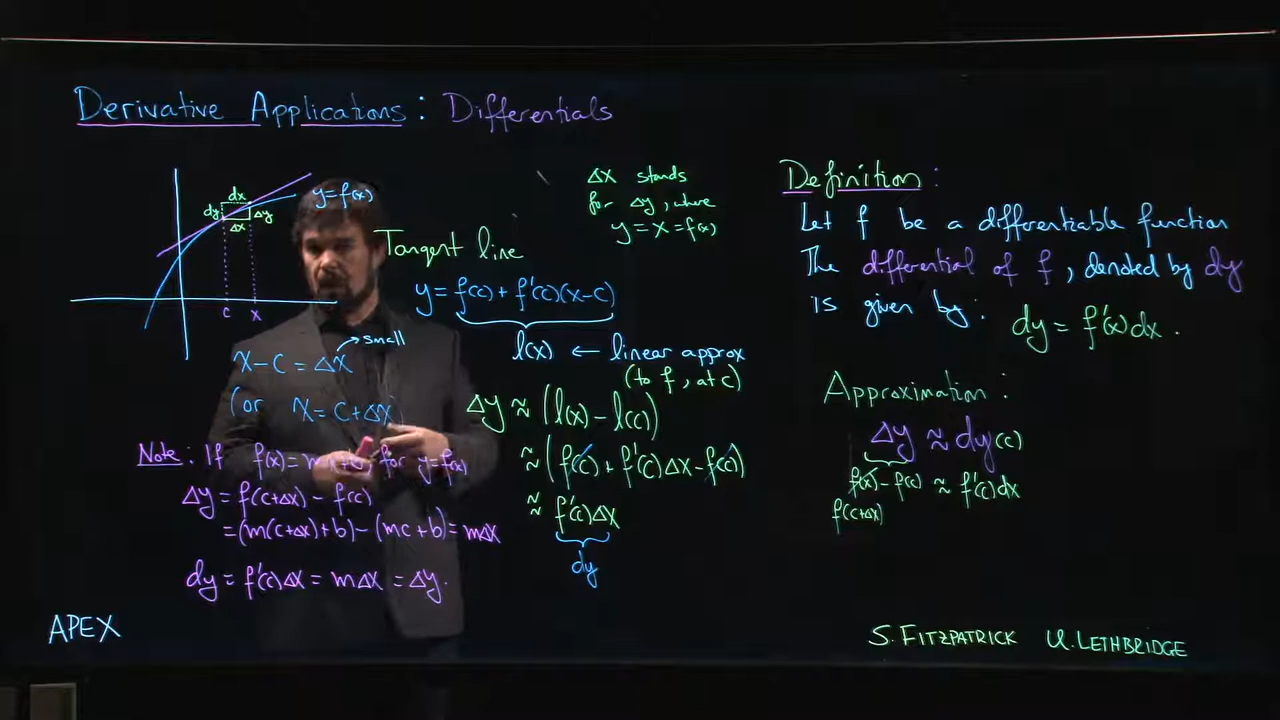 Derivative Applications: Differentials
y=f(x)
dx
dy
Δy
Δx
c
x
Δx stands
for Δy, where
y=x=f(x)
Tangent line
y=f(c)+f'(c)(x-c)
l(x) ← linear approx
(to f, at c)
x-c=Δx → small
(or x=c+Δx)
Δy ≈ (l(x)-l(c))
≈ (f(c)+f'(c)Δx-f(c))
≈ f'(c)Δx
dy
Note: If f(x)= for y=f(x)
Δy=f(c+Δx)-f(c)
=(m(c+Δx)+b)-(mc+b)=mΔx
dy=f'(c)Δx=mΔx=Δy.
Definition:
Let f be a differentiable function
The differential of f, denoted by dy
is given by: dy=f'(x)dx.
Approximation:
Δy ≈ dy(c)
f(x)-f(c) ≈ f'(c)dx
f(c+Δx)
APEX
S. FITZPATRICK U. LETHBRIDGE